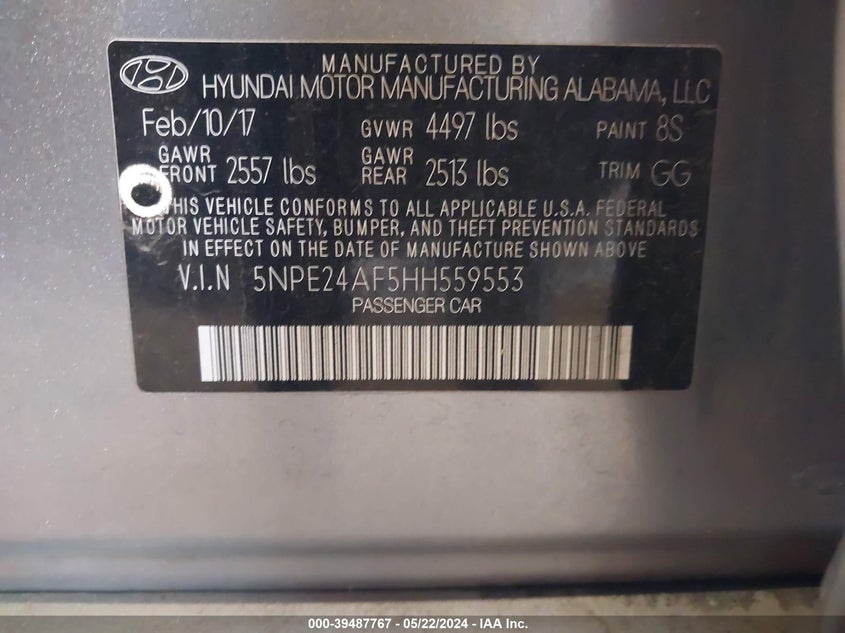 MANUFACTURED BY
HYUNDAI MOTOR MANUFACTURING ALABAMA, LLC
Feb/10/17 GVWR 4497 lbs PAINT 8S
GAWR FRONT 2557 lbs GAWR REAR 2513 lbs TRIM GG
THIS VEHICLE CONFORMS TO ALL APPLICABLE U.S.A. FEDERAL
MOTOR VEHICLE SAFETY, BUMPER, AND THEFT PREVENTION STANDARDS
IN EFFECT ON THE DATE OF MANUFACTURE SHOWN ABOVE
V.I.N 5NPE24AF5HH559553
PASSENGER CAR
000-39487767 - 05/22/2024 - IAA Inc.